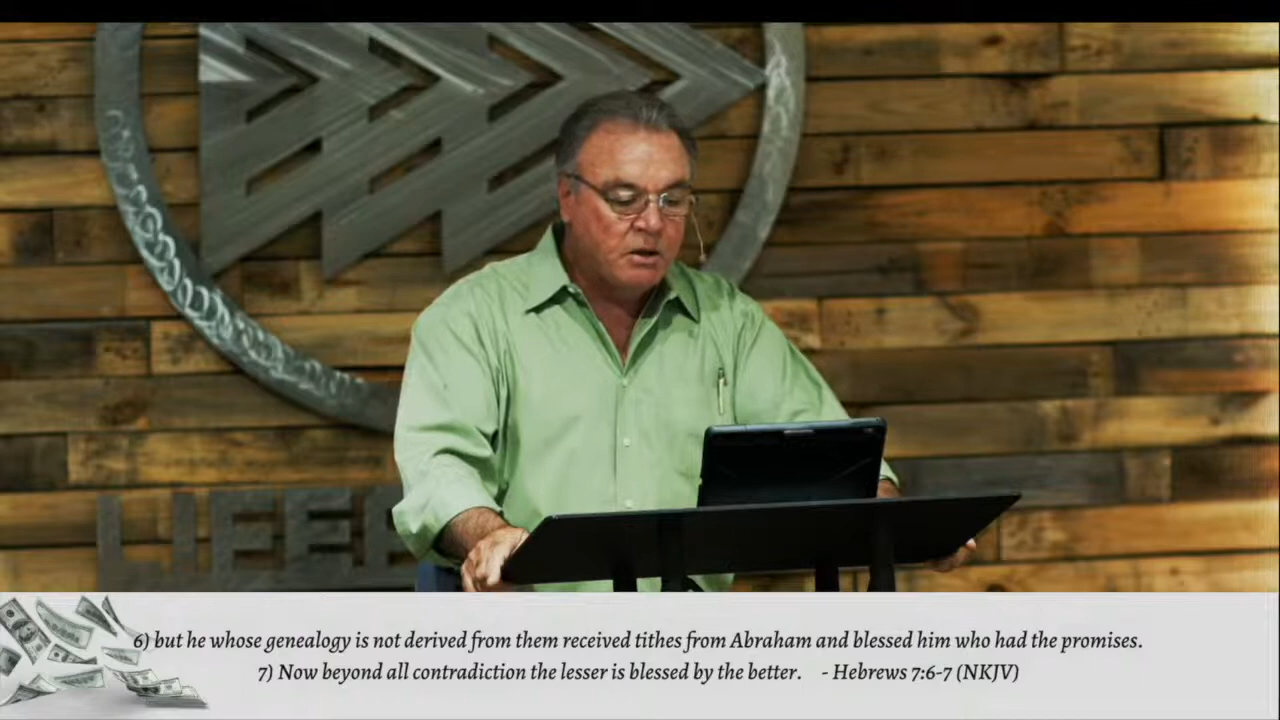 LIFE
6) but he whose genealogy is not derived from them received tithes from Abraham and blessed him who had the promises.
7) Now beyond all contradiction the lesser is blessed by the better. - Hebrews 7:6-7 (NKJV)